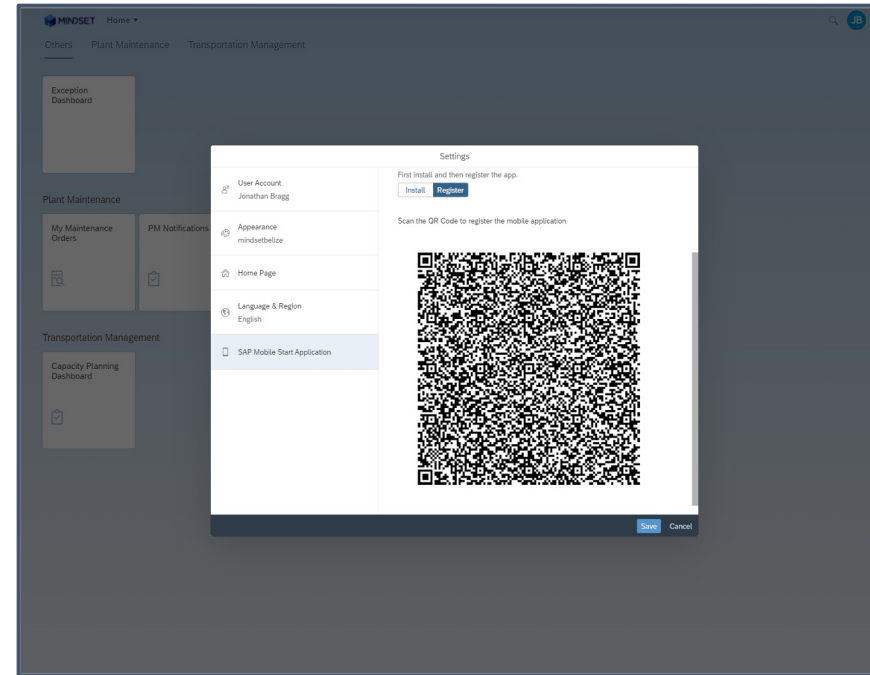 MINDSET Home
JB
Others Plant Maintenance Transportation Management
Exception
Dashboard
Plant Maintenance
My Maintenance
Orders
PM Notifications
Transportation Management
Capacity Planning
Dashboard
Settings
User Account
Jonathan Bragg
Appearance
mindsetbelize
Home Page
Language & Region
English
SAP Mobile Start Application
First install and then register the app.
Install Register
Scan the QR Code to register the mobile application
Save Cancel